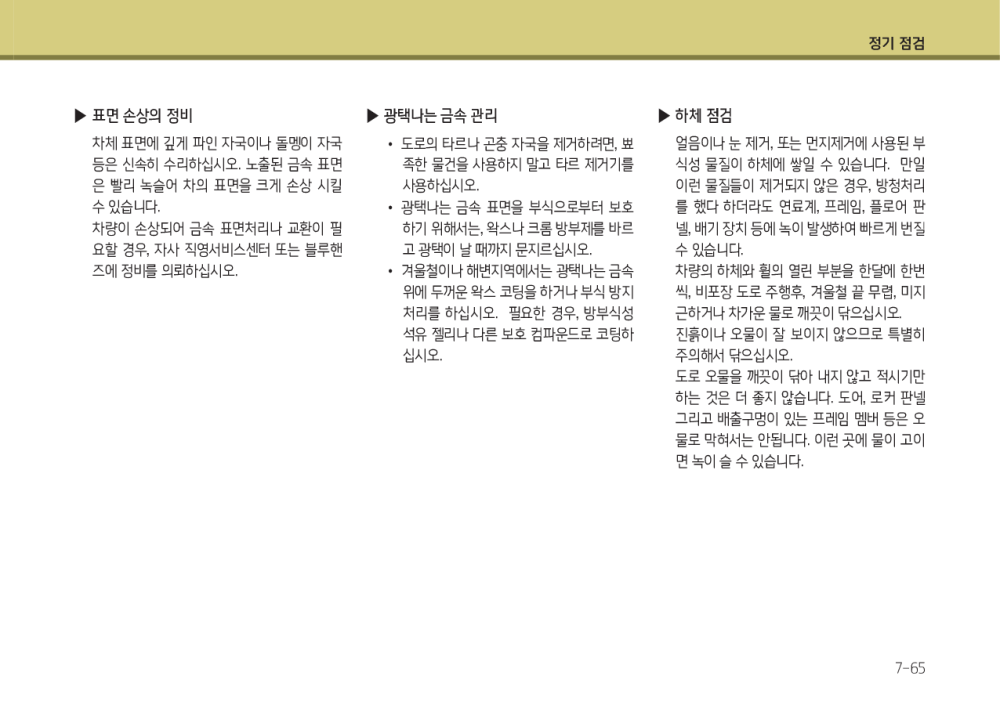 정기 점검
▶ 표면 손상의 정비
차체 표면에 깊게 파인 자국이나 돌멩이 자국
등은 신속히 수리하십시오. 노출된 금속 표면
은 빨리 녹슬어 차의 표면을 크게 손상 시킬
수 있습니다.
차량이 손상되어 금속 표면처리나 교환이 필
요할 경우, 자사 직영서비스센터 또는 블루핸
즈에 정비를 의뢰하십시오.
▶ 광택나는 금속 관리
• 도로의 타르나 곤충 자국을 제거하려면, 뾰
족한 물건을 사용하지 말고 타르 제거기를
사용하십시오.
• 광택나는 금속 표면을 부식으로부터 보호
하기 위해서는, 왁스나 크롬 방부제를 바르
고 광택이 날 때까지 문지르십시오.
• 겨울철이나 해변지역에서는 광택나는 금속
위에 두꺼운 왁스 코팅을 하거나 부식 방지
처리를 하십시오. 필요한 경우, 방부식성
석유 젤리나 다른 보호 컴파운드로 코팅하
십시오.
▶ 하체 점검
얼음이나 눈 제거, 또는 먼지제거에 사용된 부
식성 물질이 하체에 쌓일 수 있습니다. 만일
이런 물질들이 제거되지 않은 경우, 방청처리
를 했다 하더라도 연료계, 프레임, 플로어 판
넬, 배기 장치 등에 녹이 발생하여 빠르게 번질
수 있습니다.
차량의 하체와 휠의 열린 부분을 한달에 한번
씩, 비포장 도로 주행후, 겨울철 끝 무렵, 미지
근하거나 차가운 물로 깨끗이 닦으십시오.
진흙이나 오물이 잘 보이지 않으므로 특별히
주의해서 닦으십시오.
도로 오물을 깨끗이 닦아 내지 않고 적시기만
하는 것은 더 좋지 않습니다. 도어, 로커 판넬
그리고 배출구멍이 있는 프레임 멤버 등은 오
물로 막혀서는 안됩니다. 이런 곳에 물이 고이
면 녹이 슬 수 있습니다.
7-65